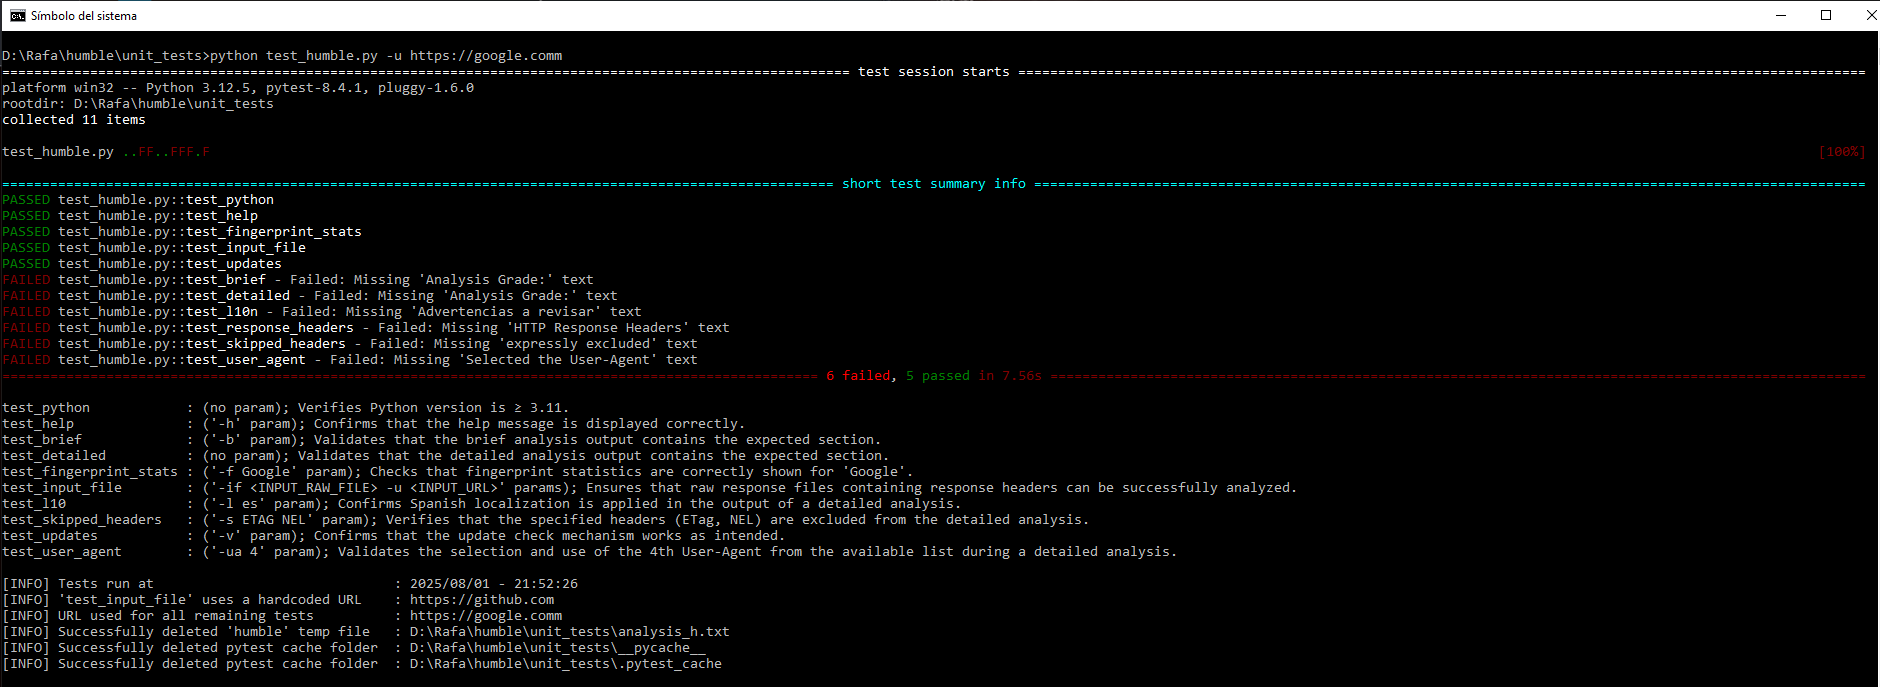 Símbolo del sistema
D:\Rafa\humble\unit_tests>python test_humble.py -u https://google.comm
========================================================================================================== test session starts ==========================================================================================================
platform win32 -- Python 3.12.5, pytest-8.4.1, pluggy-1.6.0
rootdir: D:\Rafa\humble\unit_tests
collected 11 items
test_humble.py ..FF..FFF.F [100%]
======================================================================================================== short test summary info ========================================================================================================
PASSED test_humble.py::test_python
PASSED test_humble.py::test_help
PASSED test_humble.py::test_fingerprint_stats
PASSED test_humble.py::test_input_file
PASSED test_humble.py::test_updates
FAILED test_humble.py::test_brief - Failed: Missing 'Analysis Grade:' text
FAILED test_humble.py::test_detailed - Failed: Missing 'Analysis Grade:' text
FAILED test_humble.py::test_l10n - Failed: Missing 'Advertencias a revisar' text
FAILED test_humble.py::test_response_headers - Failed: Missing 'HTTP Response Headers' text
FAILED test_humble.py::test_skipped_headers - Failed: Missing 'expressly excluded' text
FAILED test_humble.py::test_user_agent - Failed: Missing 'Selected the User-Agent' text
====================================================================================================== 6 failed, 5 passed in 7.56s ======================================================================================================
test_python : (no param); Verifies Python version is ≥ 3.11.
test_help : ('-h' param); Confirms that the help message is displayed correctly.
test_brief : ('-b' param); Validates that the brief analysis output contains the expected section.
test_detailed : (no param); Validates that the detailed analysis output contains the expected section.
test_fingerprint_stats : ('-f Google' param); Checks that fingerprint statistics are correctly shown for 'Google'.
test_input_file : ('-if <INPUT_RAW_FILE> -u <INPUT_URL>' params); Ensures that raw response files containing response headers can be successfully analyzed.
test_l10 : ('-l es' param); Confirms Spanish localization is applied in the output of a detailed analysis.
test_skipped_headers : ('-s ETAG NEL' param); Verifies that the specified headers (ETag, NEL) are excluded from the detailed analysis.
test_updates : ('-v' param); Confirms that the update check mechanism works as intended.
test_user_agent : ('-ua 4' param); Validates the selection and use of the 4th User-Agent from the available list during a detailed analysis.
[INFO] Tests run at : 2025/08/01 - 21:52:26
[INFO] 'test_input_file' uses a hardcoded URL : https://github.com
[INFO] URL used for all remaining tests : https://google.comm
[INFO] Successfully deleted 'humble' temp file : D:\Rafa\humble\unit_tests\analysis_h.txt
[INFO] Successfully deleted pytest cache folder : D:\Rafa\humble\unit_tests\__pycache__
[INFO] Successfully deleted pytest cache folder : D:\Rafa\humble\unit_tests\.pytest_cache